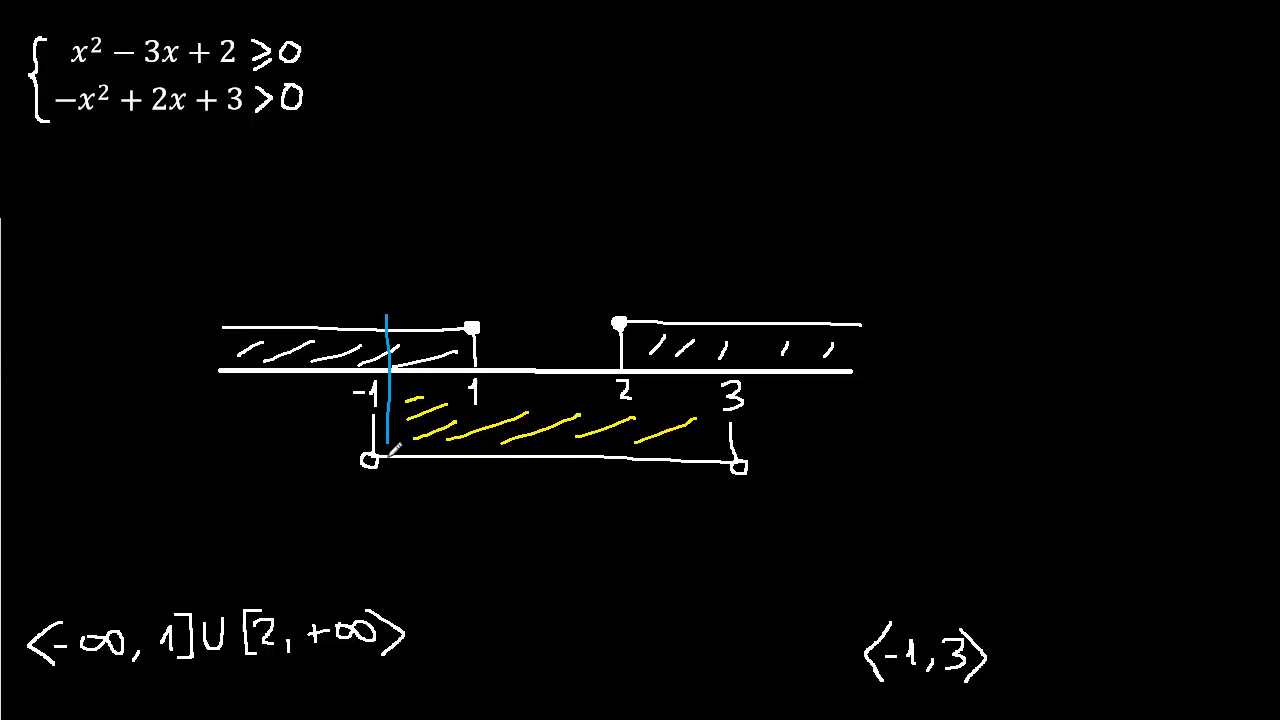 x² − 3x + 2 ⩾ 0
−x² + 2x + 3 > 0
-1 1 2 3
<-∞, 1] ∪ [2, +∞>
<-1, 3>